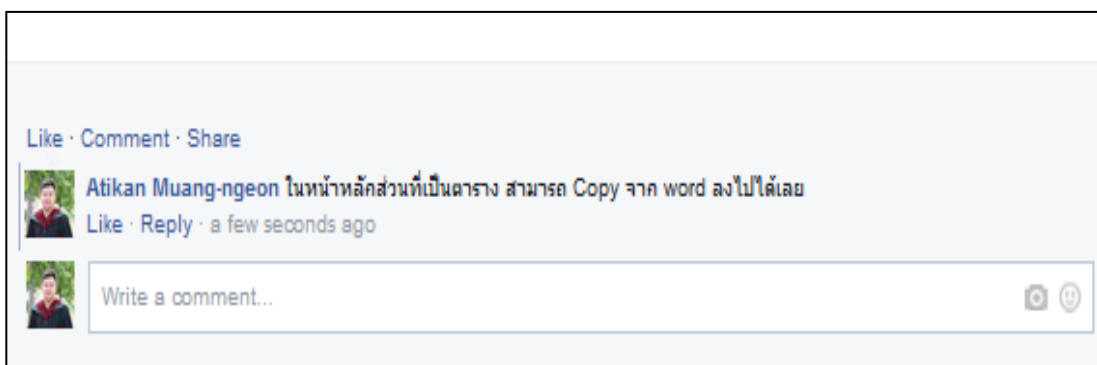 Like · Comment · Share
Atikan Muang-ngeon ในหน้าหลักส่วนที่เป็นตาราง สามารถ Copy จาก word ลงไปได้เลย
Like · Reply · a few seconds ago
Write a comment...